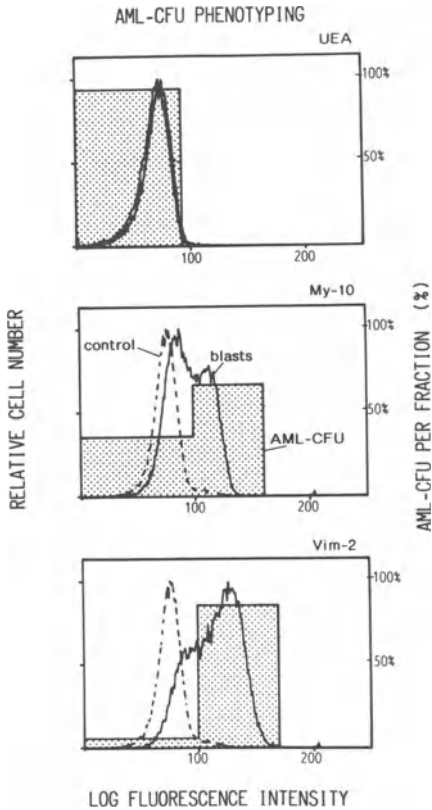 AML-CFU PHENOTYPING
UEA
100%
50%
100
200
My-10
control
blasts
100%
50%
AML-CFU
100
200
Vim-2
100%
50%
100
200
RELATIVE CELL NUMBER
AML-CFU PER FRACTION (%)
LOG FLUORESCENCE INTENSITY